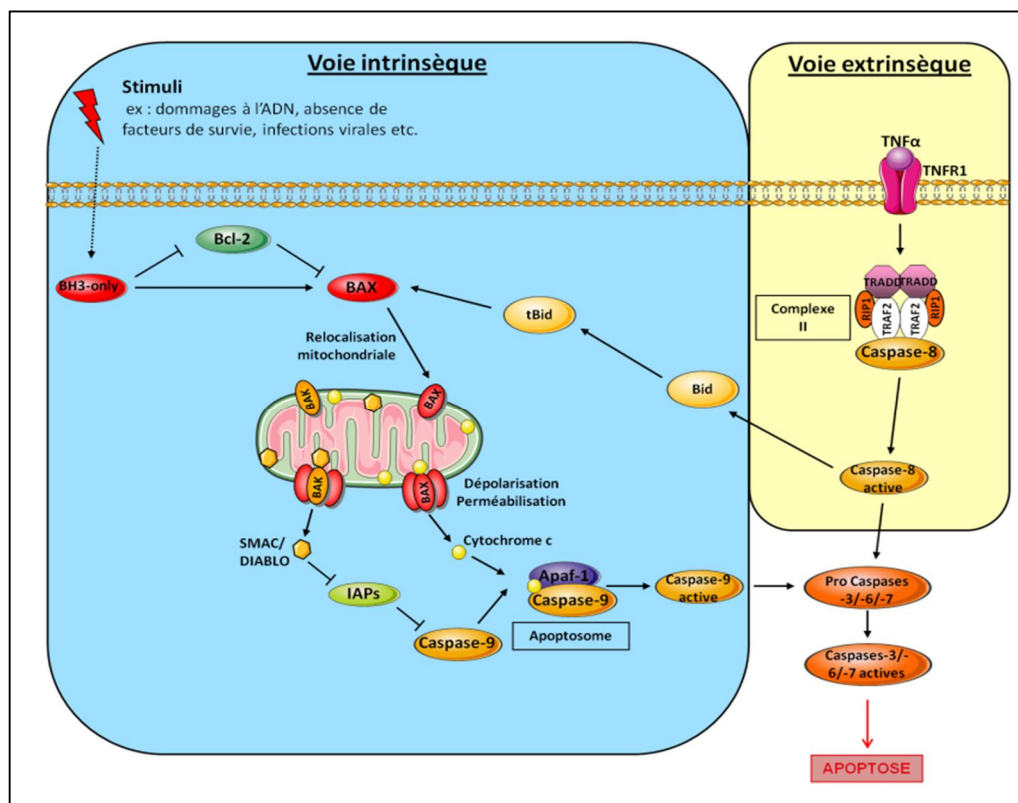 Voie intrinsèque
Stimuli
ex : dommages à l'ADN, absence de
facteurs de survie, infections virales etc.
Voie extrinsèque
TNFα
TNFR1
Bcl-2
BH3-only
BAX
tBid
Bid
Relocalisation
mitochondriale
BAK
BAX
BAK
BAX
Dépolarisation
Perméabilisation
SMAC/
DIABLO
Cytochrome c
IAPs
Caspase-9
Apaf-1
Caspase-9
Apoptosome
Caspase-9
active
Complexe
II
TRADD
TRADD
RIP1
TRAF2
TRAF2
RIP1
Caspase-8
Caspase-8
active
Pro Caspases
-3/-6/-7
Caspases-3/-
6/-7 actives
APOPTOSE